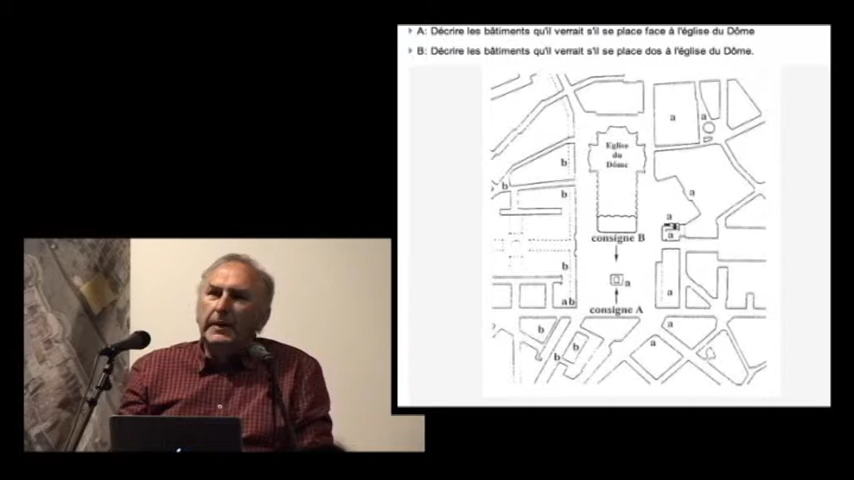 A: Décrire les bâtiments qu'il verrait s'il se place face à l'église du Dôme
B: Décrire les bâtiments qu'il verrait s'il se place dos à l'église du Dôme.
a
a
Eglise
du
Dôme
b
b
b
a
a
a
consigne B
b
a
a
ab
consigne A
b
a
b
a
b